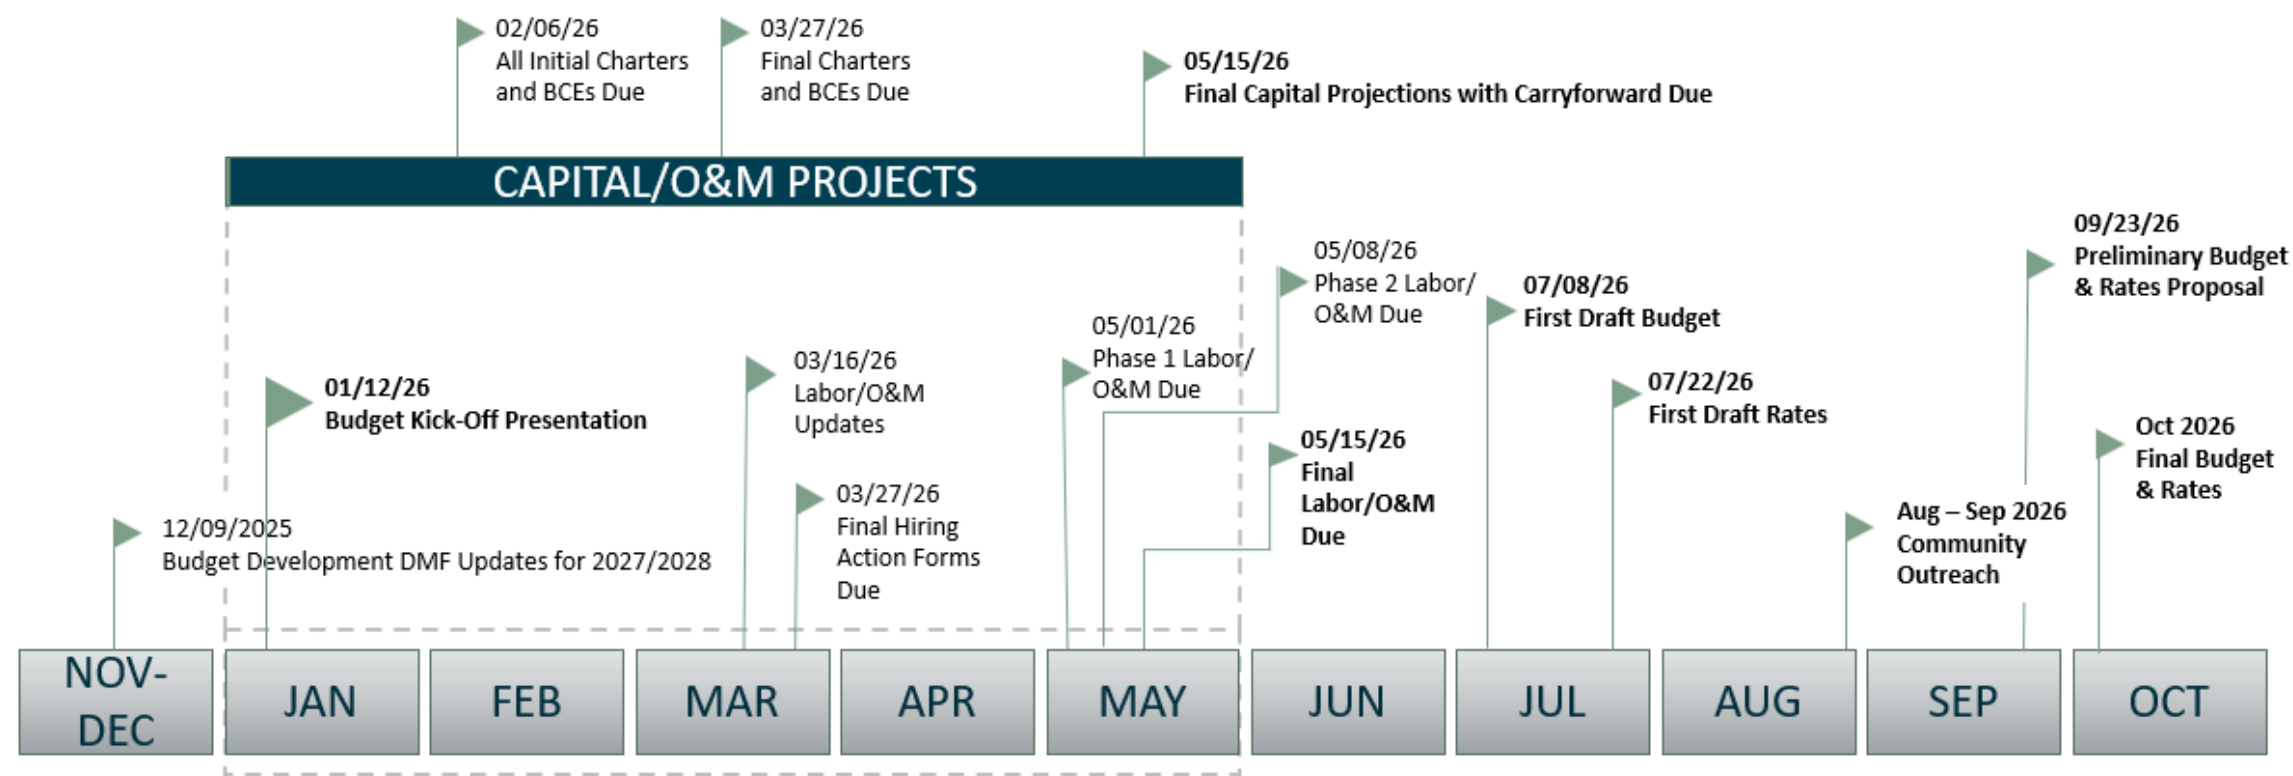 02/06/26
All Initial Charters
and BCEs Due
03/27/26
Final Charters
and BCEs Due
05/15/26
Final Capital Projections with Carryforward Due
CAPITAL/O&M PROJECTS
09/23/26
Preliminary Budget
& Rates Proposal
05/08/26
Phase 2 Labor/
O&M Due
07/08/26
First Draft Budget
05/01/26
Phase 1 Labor/
O&M Due
03/16/26
Labor/O&M
Updates
01/12/26
Budget Kick-Off Presentation
07/22/26
First Draft Rates
Oct 2026
Final Budget
& Rates
05/15/26
Final
Labor/O&M
Due
03/27/26
Final Hiring
Action Forms
Due
Aug – Sep 2026
Community
Outreach
12/09/2025
Budget Development DMF Updates for 2027/2028
NOV-
DEC
JAN
FEB
MAR
APR
MAY
JUN
JUL
AUG
SEP
OCT